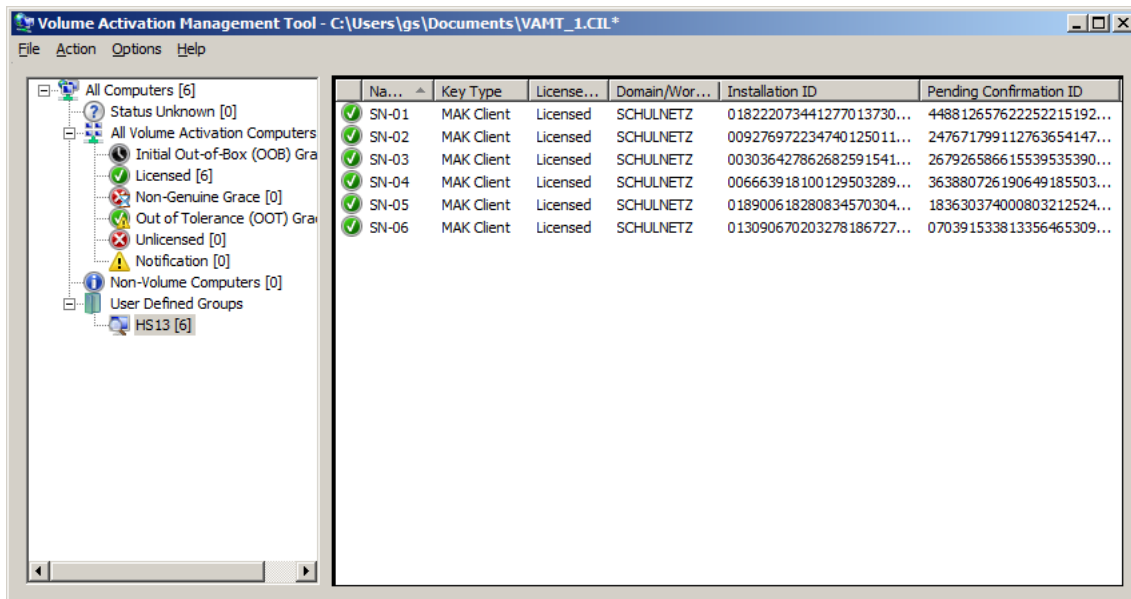 Volume Activation Management Tool - C:\Users\gs\Documents\VAMT_1.CIL*
File Action Options Help
All Computers [6]
Status Unknown [0]
All Volume Activation Computers
Initial Out-of-Box (OOB) Gra
Licensed [6]
Non-Genuine Grace [0]
Out of Tolerance (OOT) Gra
Unlicensed [0]
Notification [0]
Non-Volume Computers [0]
User Defined Groups
HS13 [6]
Na... Key Type License... Domain/Wor... Installation ID Pending Confirmation ID
SN-01 MAK Client Licensed SCHULNETZ 018222073441277013730... 448812657622252215192...
SN-02 MAK Client Licensed SCHULNETZ 009276972234740125011... 247671799112763654147...
SN-03 MAK Client Licensed SCHULNETZ 003036427862682591541... 267926586615539535390...
SN-04 MAK Client Licensed SCHULNETZ 006663918100129503289... 363880726190649185503...
SN-05 MAK Client Licensed SCHULNETZ 018900618280834570304... 183630374000803212524...
SN-06 MAK Client Licensed SCHULNETZ 013090670203278186727... 070391533813356465309...